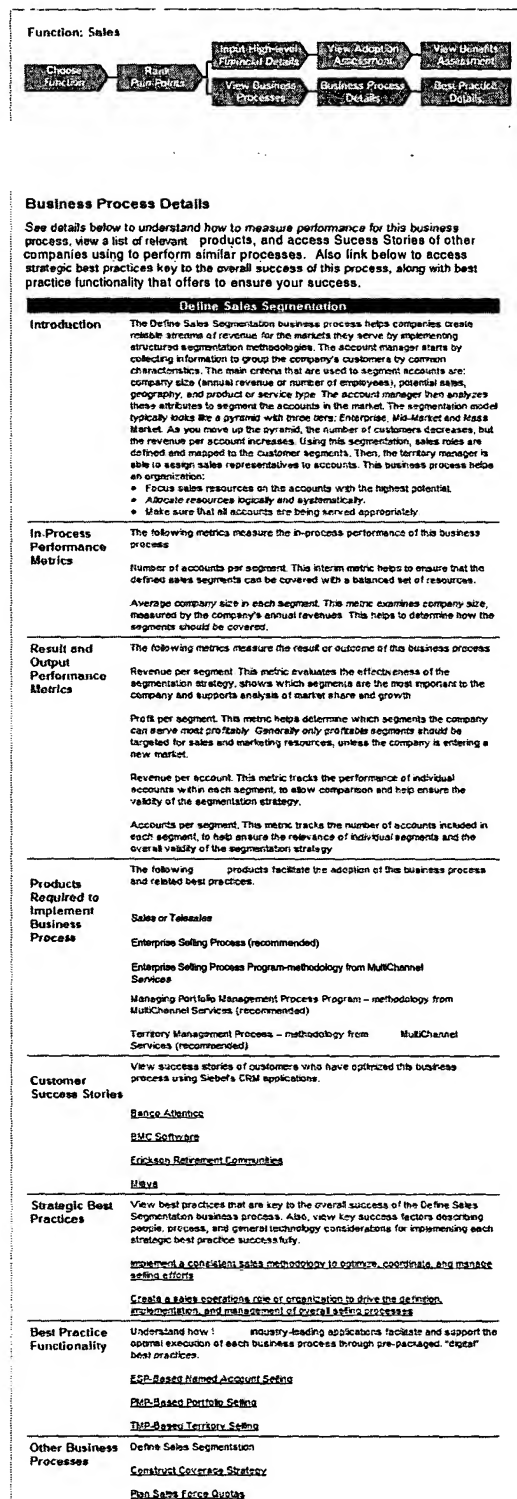 Function: Sales
Choose
Function
Rank
Pain Points
Input High-level
Financial Details
View Adoption
Assessment
View Benefits
Assessment
View Business
Processes
Business Process
Details
Best Practice
Details
Business Process Details
See details below to understand how to measure performance for this business
process, view a list of relevant products, and access Sucess Stories of other
companies using to perform similar processes. Also link below to access
strategic best practices key to the overall success of this process, along with best
practice functionality that offers to ensure your success.
Define Sales Segmentation
Introduction
The Define Sales Segmentation business process helps companies create
reliable streams of revenue for the markets they serve by implementing
structured segmentation methodologies. The account manager starts by
collecting information to group the company's customers by common
characteristics. The main criteria that are used to segment accounts are:
company size (annual revenue or number of employees), potential sales,
geography, and product or service type. The account manager then analyzes
these attributes to segment the accounts in the market. The segmentation model
typically looks like a pyramid with three tiers: Enterprise, Mid-Market and Mass
Market. As you move up the pyramid, the number of customers decreases, but
the revenue per account increases. Using this segmentation, sales roles are
defined and mapped to the customer segments. Then, the territory manager is
able to assign sales representatives to accounts. This business process helps
an organization:
• Focus sales resources on the accounts with the highest potential.
• Allocate resources logically and systematically.
• Make sure that all accounts are being served appropriately
In-Process
Performance
Metrics
The following metrics measure the in-process performance of this business
process
Number of accounts per segment. This interim metric helps to ensure that the
defined sales segments can be covered with a balanced set of resources.
Average company size in each segment. This metric examines company size,
measured by the company's annual revenues. This helps to determine how the
segments should be covered.
Result and
Output
Performance
Metrics
The following metrics measure the result or outcome of this business process
Revenue per segment. This metric evaluates the effectiveness of the
segmentation strategy, shows which segments are the most important to the
company and supports analysis of market share and growth
Profit per segment. This metric helps determine which segments the company
can serve most profitably. Generally only profitable segments should be
targeted for sales and marketing resources, unless the company is entering a
new market.
Revenue per account. This metric tracks the performance of individual
accounts within each segment, to allow comparison and help ensure the
validity of the segmentation strategy.
Accounts per segment. This metric tracks the number of accounts included in
each segment, to help ensure the relevance of individual segments and the
overall validity of the segmentation strategy
Products
Required to
Implement
Business
Process
The following products facilitate the adoption of this business process
and related best practices.
Sales or Telesales
Enterprise Selling Process (recommended)
Enterprise Selling Process Program-methodology from MultiChannel
Services
Managing Portfolio Management Process Program – methodology from
MultiChannel Services (recommended)
Territory Management Process – methodology from MultiChannel
Services (recommended)
Customer
Success Stories
View success stories of customers who have optimized this business
process using Siebel's CRM applications.
Banco Atlantico
BMC Software
Erickson Retirement Communities
Strategic Best
Practices
View best practices that are key to the overall success of the Define Sales
Segmentation business process. Also, view key success factors describing
people, process, and general technology considerations for implementing each
strategic best practice successfully.
Implement a consistent sales methodology to optimize, coordinate, and manage
selling efforts
Create a sales operations role or organization to drive the definition,
implementation, and management of overall selling processes
Best Practice
Functionality
Understand how industry-leading applications facilitate and support the
optimal execution of each business process through pre-packaged, "digital"
best practices.
ESP-Based Named Account Selling
PMP-Based Portfolio Selling
TMP-Based Territory Selling
Other Business
Processes
Define Sales Segmentation
Construct Coverage Strategy
Plan Sales Force Quotas